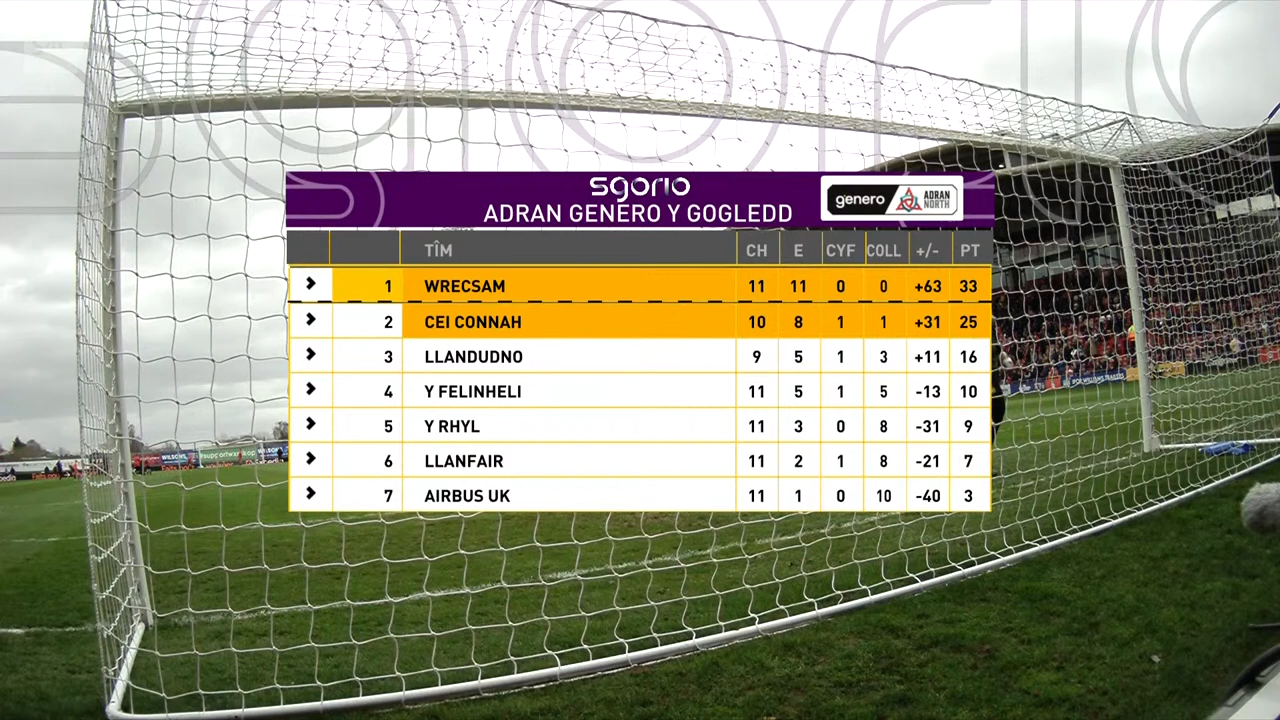 sgorio
ADRAN GENERO Y GOGLEDD
genero ADRAN NORTH
TÎM CH E CYF COLL +/- PT
1 WRECSAM 11 11 0 0 +63 33
2 CEI CONNAH 10 8 1 1 +31 25
3 LLANDUDNO 9 5 1 3 +11 16
4 Y FELINHELI 11 5 1 5 -13 10
5 Y RHYL 11 3 0 8 -31 9
6 LLANFAIR 11 2 1 8 -21 7
7 AIRBUS UK 11 1 0 10 -40 3
WILSONS